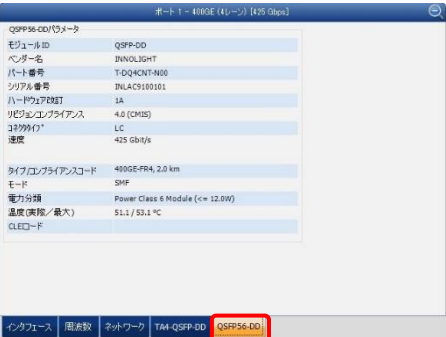 ポート 1 - 400GE (4レーン) [425 Gbps]
QSFP56-DDパラメータ
モジュールID QSFP-DD
ベンダー名 INNOLIGHT
パート番号 T-DQ4CNT-N00
シリアル番号 INLAC9100101
ハードウェア改訂 1A
リビジョンコンプライアンス 4.0 (CMIS)
コネクタタイプ LC
速度 425 Gbit/s
タイプ/コンプライアンスコード 400GE-FR4, 2.0 km
モード SMF
電力分類 Power Class 6 Module (<= 12.0W)
温度(実際/最大) 51.1 / 53.1 °C
CLEIコード
インタフェース 周波数 ネットワーク TA4-QSFP-DD QSFP56-DD